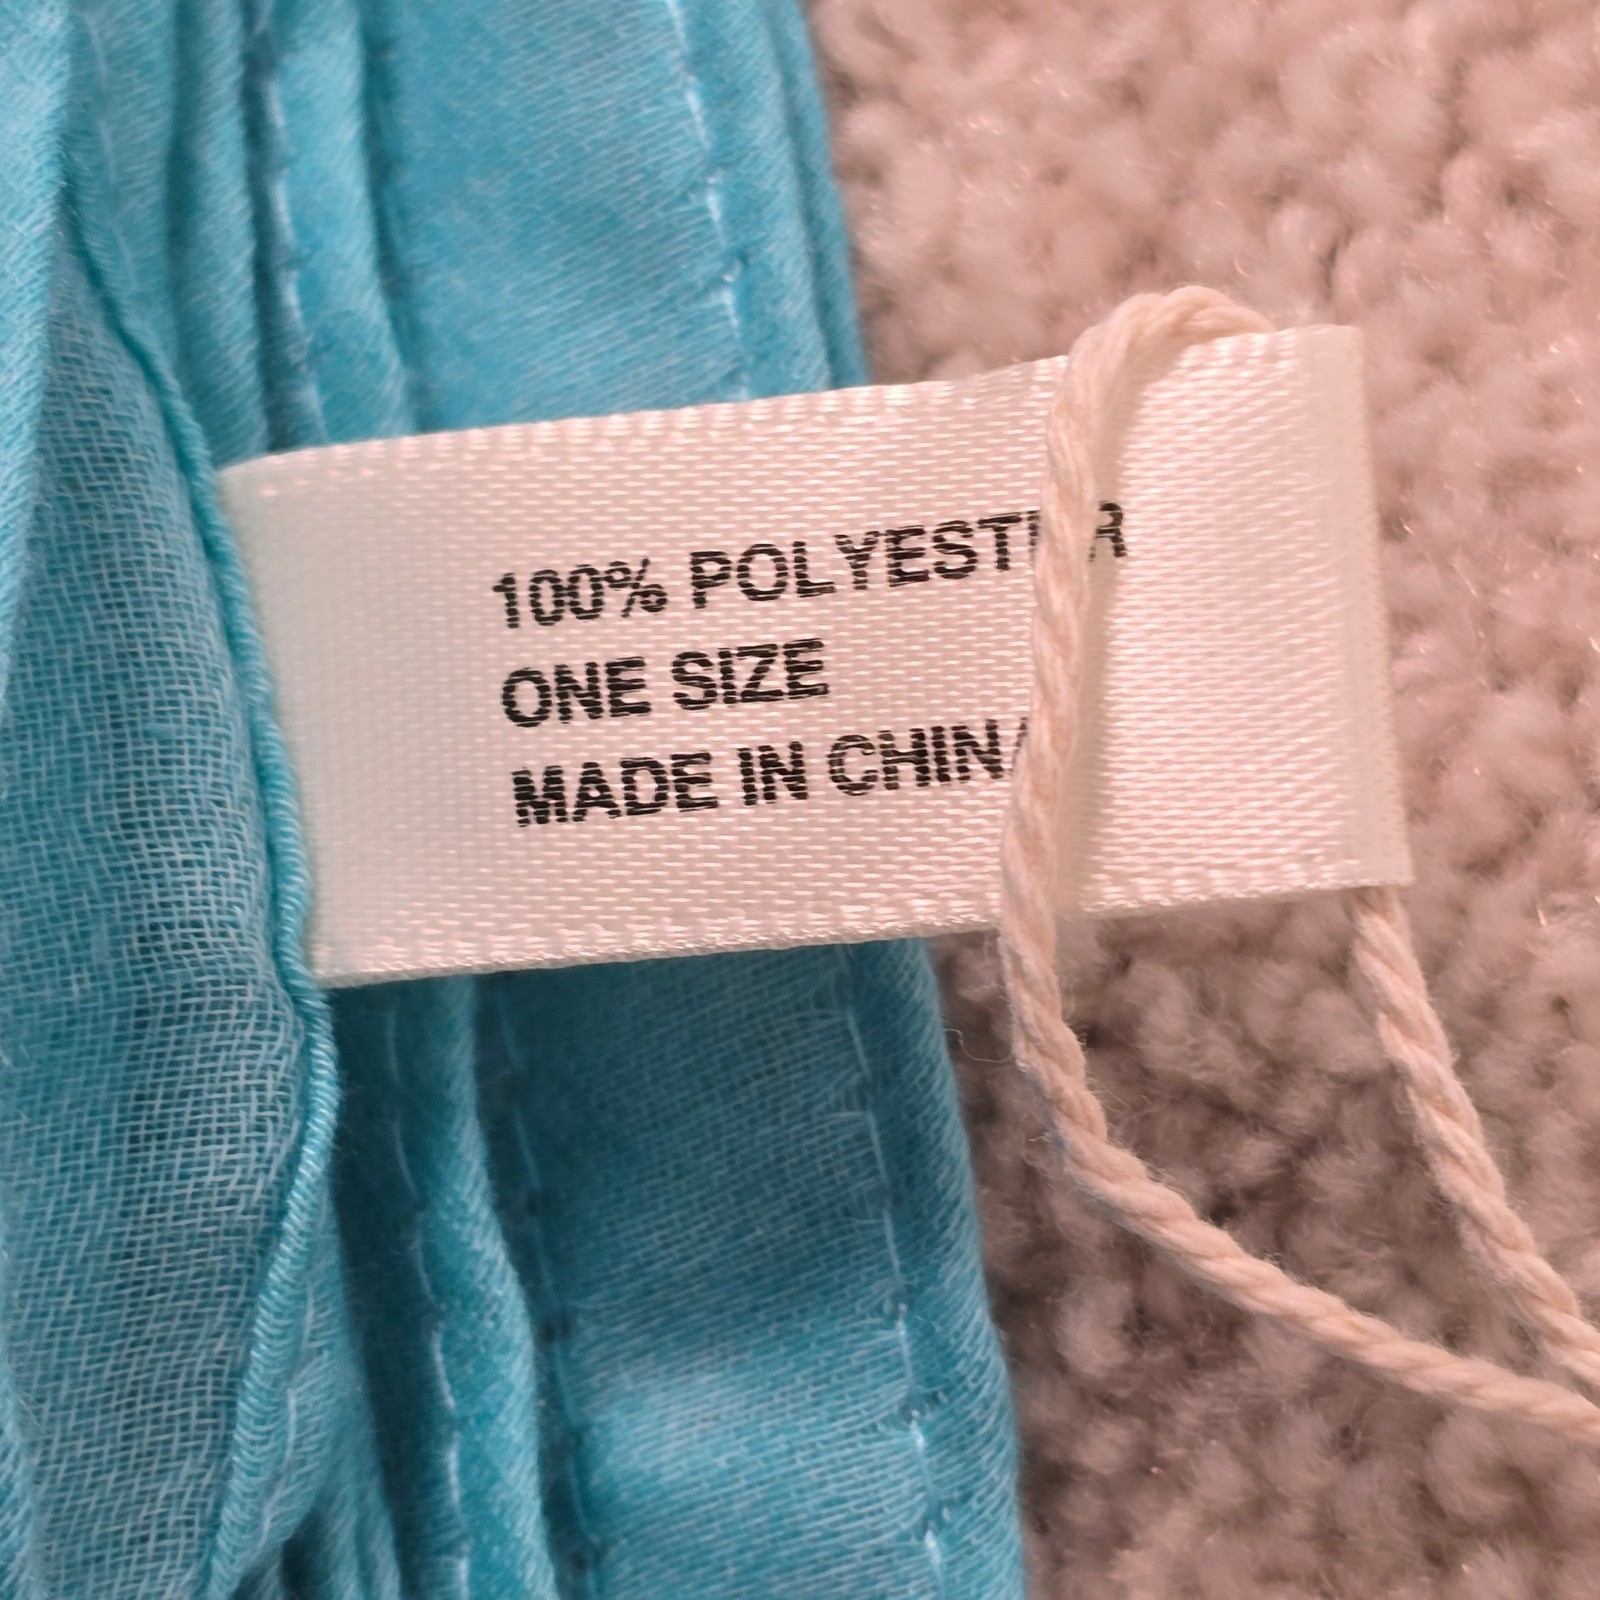 100% POLYESTER
ONE SIZE
MADE IN CHINA